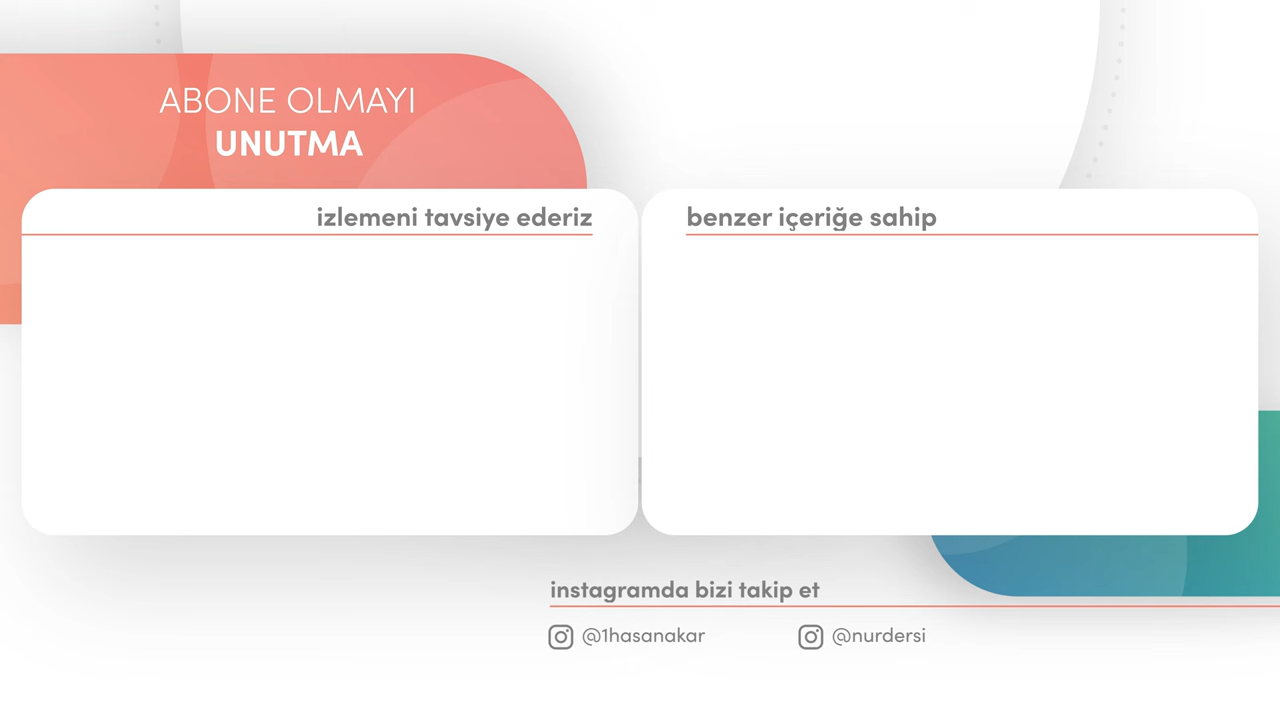 ABONE OLMAYI
UNUTMA
izlemeni tavsiye ederiz
benzer içeriğe sahip
instagramda bizi takip et
@1hasanakar
@nurdersi